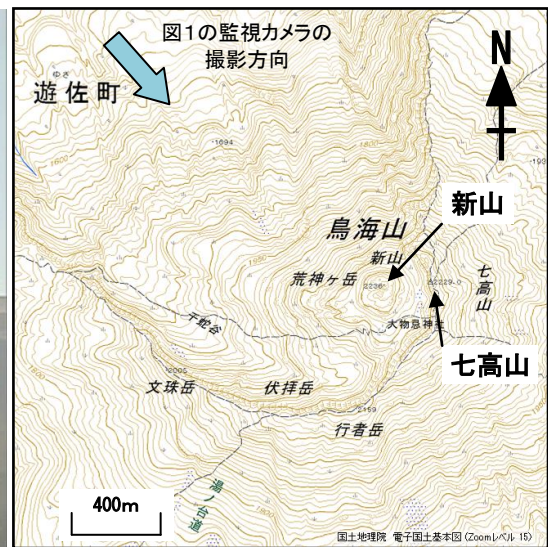 図1の監視カメラの
撮影方向
N
ゆざ
遊佐町
1694
1600
鳥海山
新山
新山
荒神ヶ岳
2236
2229.0
七高山
大物忌神社
七高山
千蛇谷
2005
文珠岳
伏拝岳
2159
行者岳
400m
湯ノ台道
国土地理院 電子国土基本図(Zoomレベル 15)